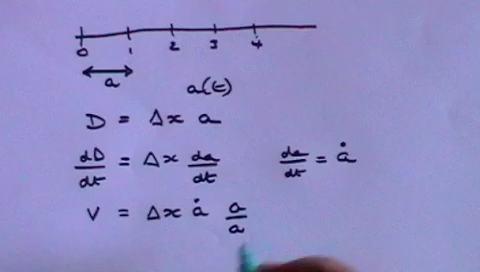 0 1 2 3 4
a
a(t)
D = Δx a
dD/dt = Δx da/dt   da/dt = ȧ
V = Δx ȧ a/a